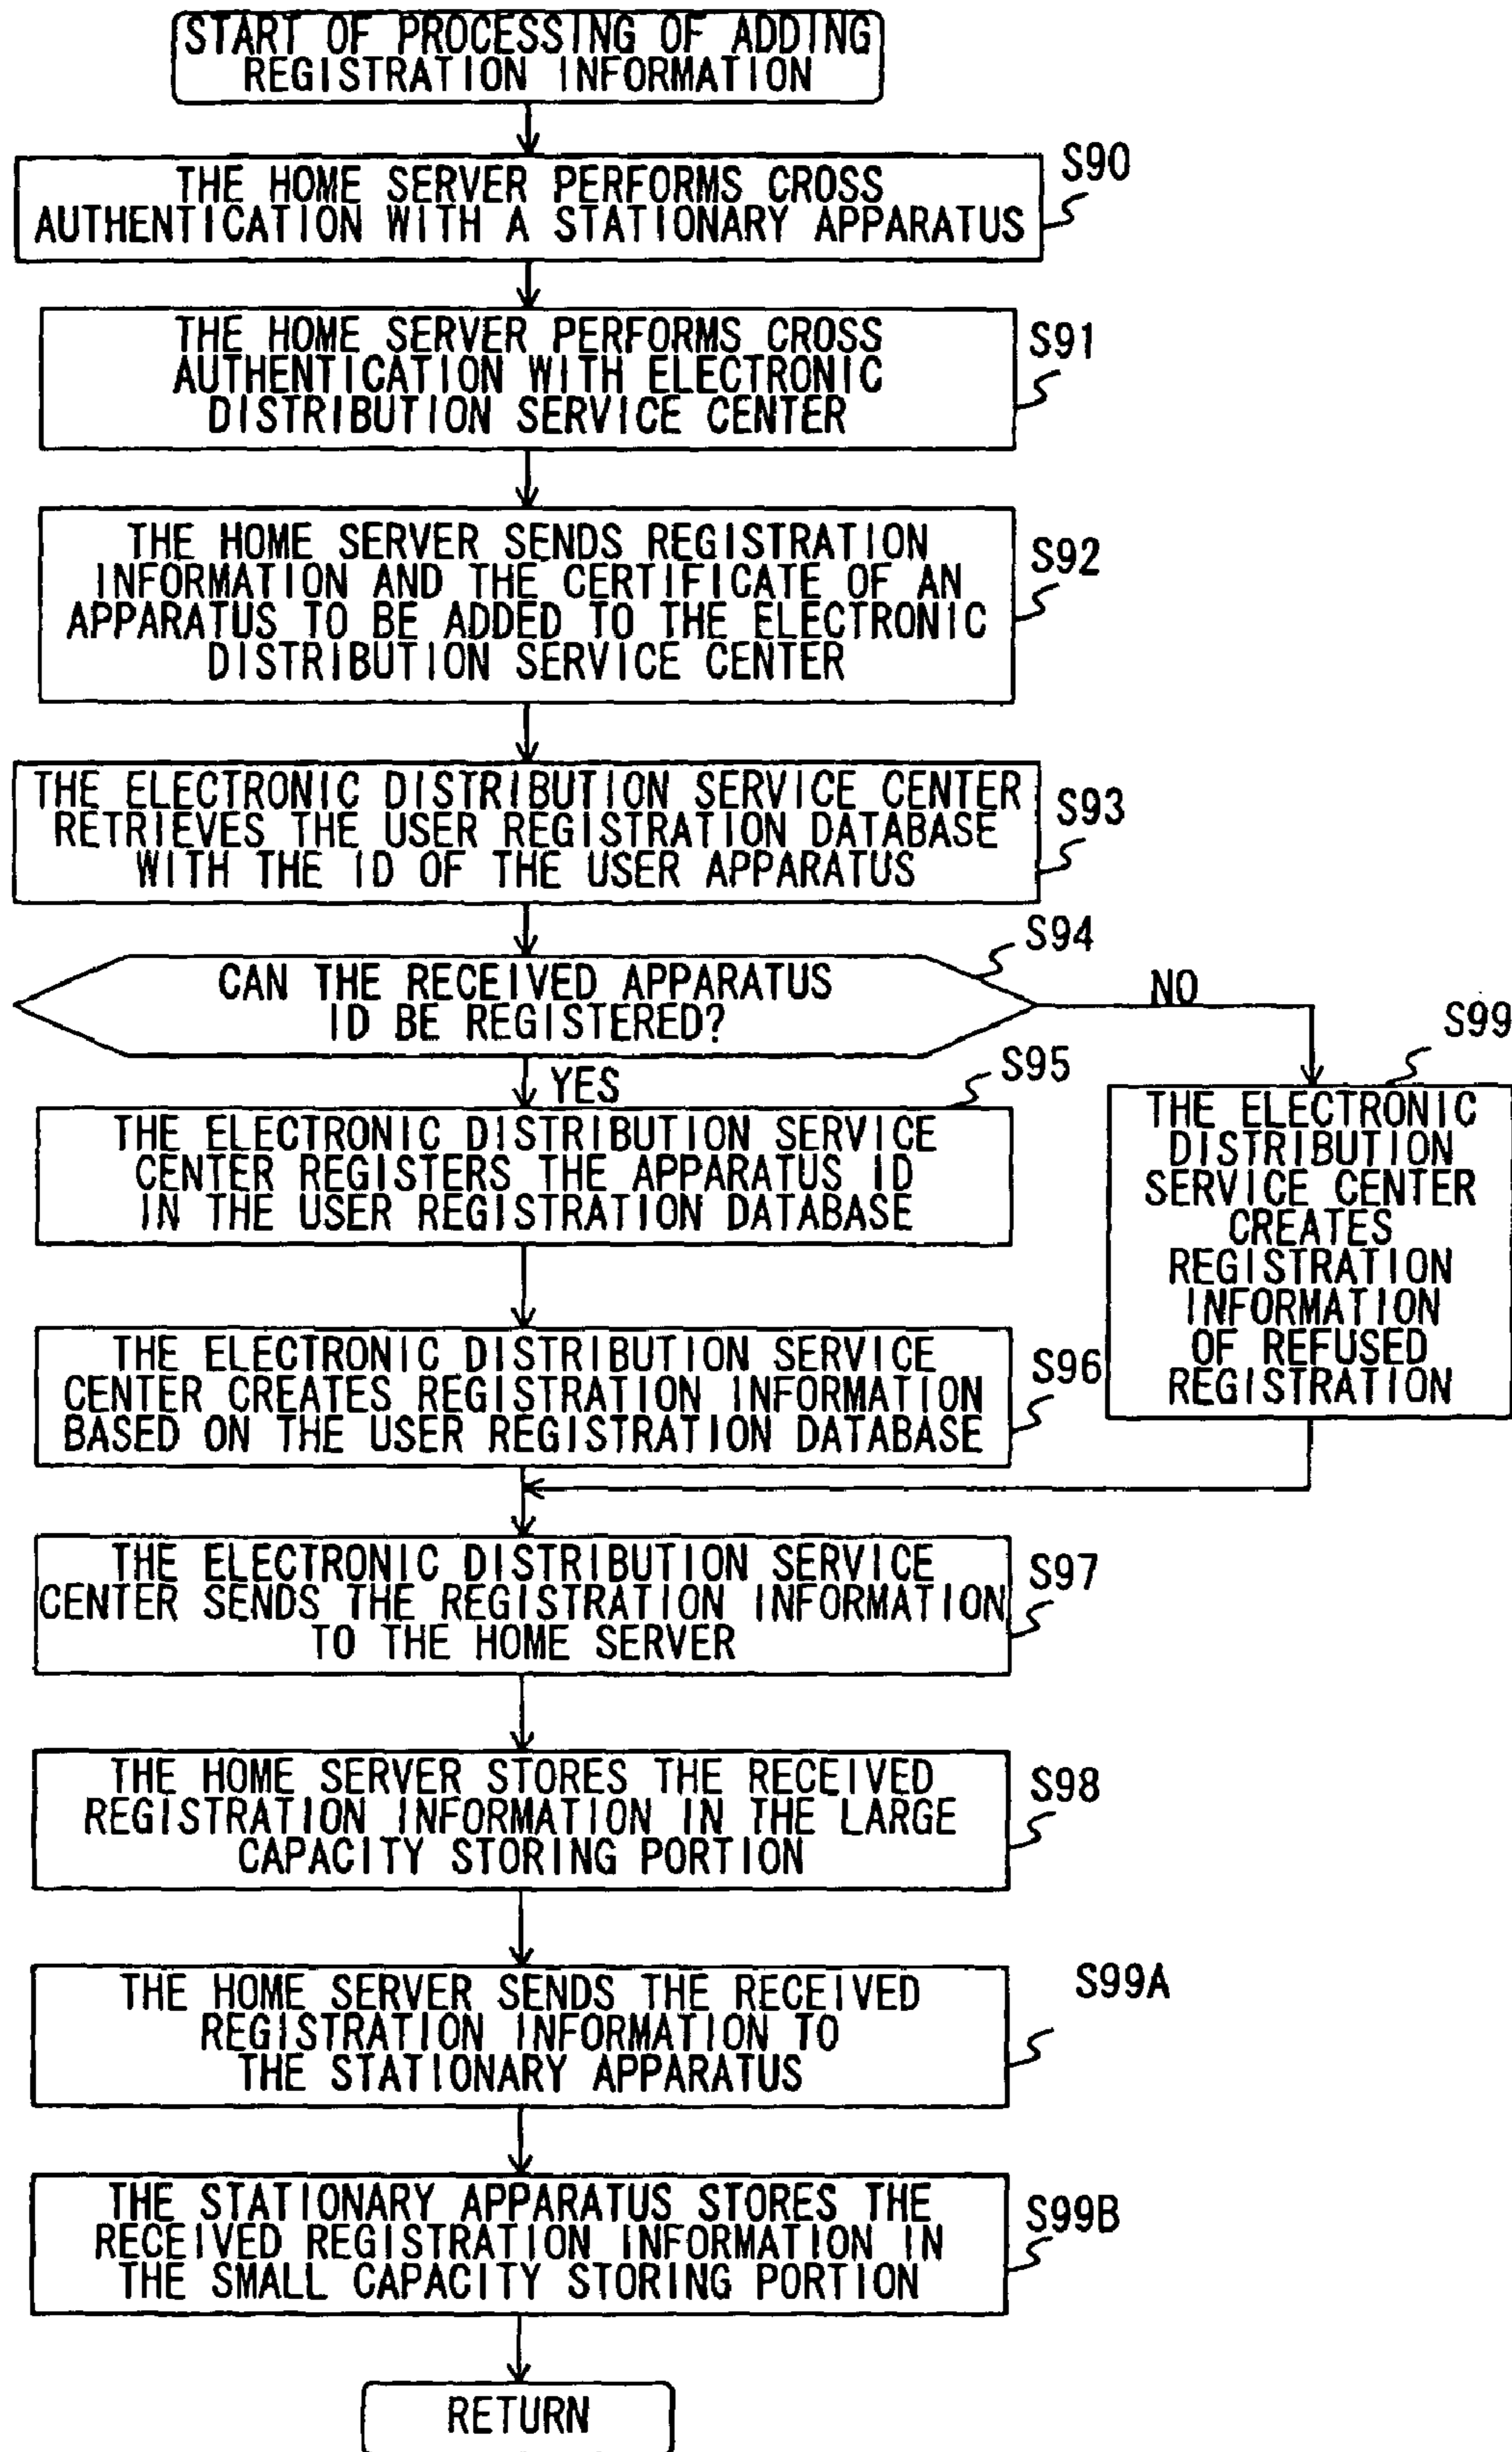 START OF PROCESSING OF ADDING
REGISTRATION INFORMATION
S90
THE HOME SERVER PERFORMS CROSS
AUTHENTICATION WITH A STATIONARY APPARATUS
S91
THE HOME SERVER PERFORMS CROSS
AUTHENTICATION WITH ELECTRONIC
DISTRIBUTION SERVICE CENTER
S92
THE HOME SERVER SENDS REGISTRATION
INFORMATION AND THE CERTIFICATE OF AN
APPARATUS TO BE ADDED TO THE ELECTRONIC
DISTRIBUTION SERVICE CENTER
S93
THE ELECTRONIC DISTRIBUTION SERVICE CENTER
RETRIEVES THE USER REGISTRATION DATABASE
WITH THE ID OF THE USER APPARATUS
S94
CAN THE RECEIVED APPARATUS
ID BE REGISTERED?
NO
YES
S95
THE ELECTRONIC DISTRIBUTION SERVICE
CENTER REGISTERS THE APPARATUS ID
IN THE USER REGISTRATION DATABASE
S99
THE ELECTRONIC
DISTRIBUTION
SERVICE CENTER
CREATES
REGISTRATION
INFORMATION
OF REFUSED
REGISTRATION
S96
THE ELECTRONIC DISTRIBUTION SERVICE
CENTER CREATES REGISTRATION INFORMATION
BASED ON THE USER REGISTRATION DATABASE
S97
THE ELECTRONIC DISTRIBUTION SERVICE
CENTER SENDS THE REGISTRATION INFORMATION
TO THE HOME SERVER
S98
THE HOME SERVER STORES THE RECEIVED
REGISTRATION INFORMATION IN THE LARGE
CAPACITY STORING PORTION
S99A
THE HOME SERVER SENDS THE RECEIVED
REGISTRATION INFORMATION TO
THE STATIONARY APPARATUS
S99B
THE STATIONARY APPARATUS STORES THE
RECEIVED REGISTRATION INFORMATION IN
THE SMALL CAPACITY STORING PORTION
RETURN